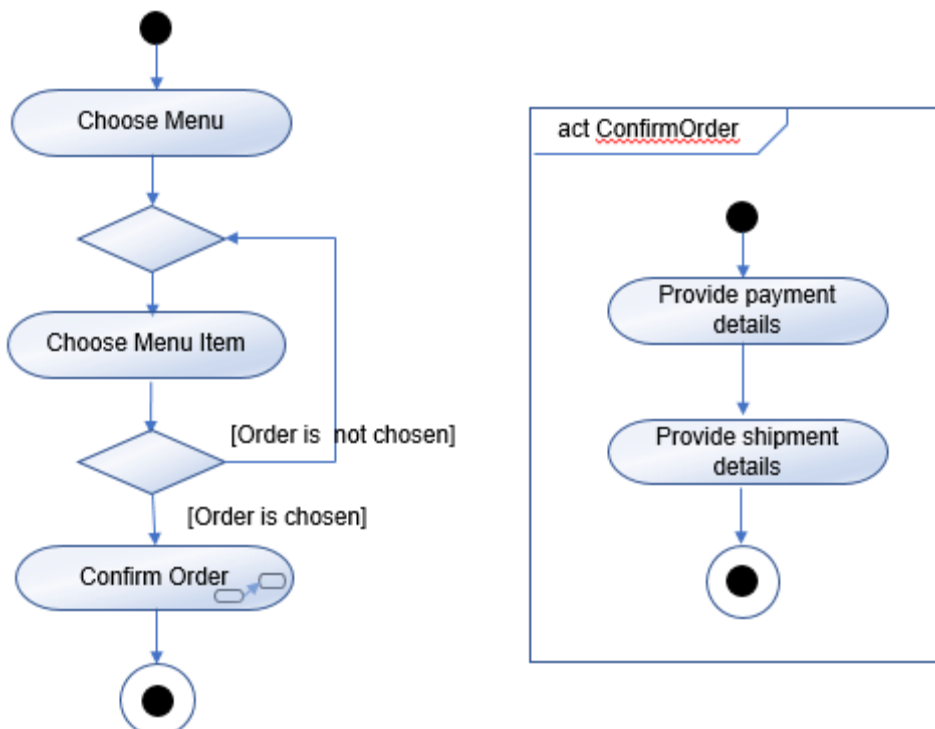 Choose Menu
Choose Menu Item
[Order is not chosen]
[Order is chosen]
Confirm Order
act ConfirmOrder
Provide payment
details
Provide shipment
details